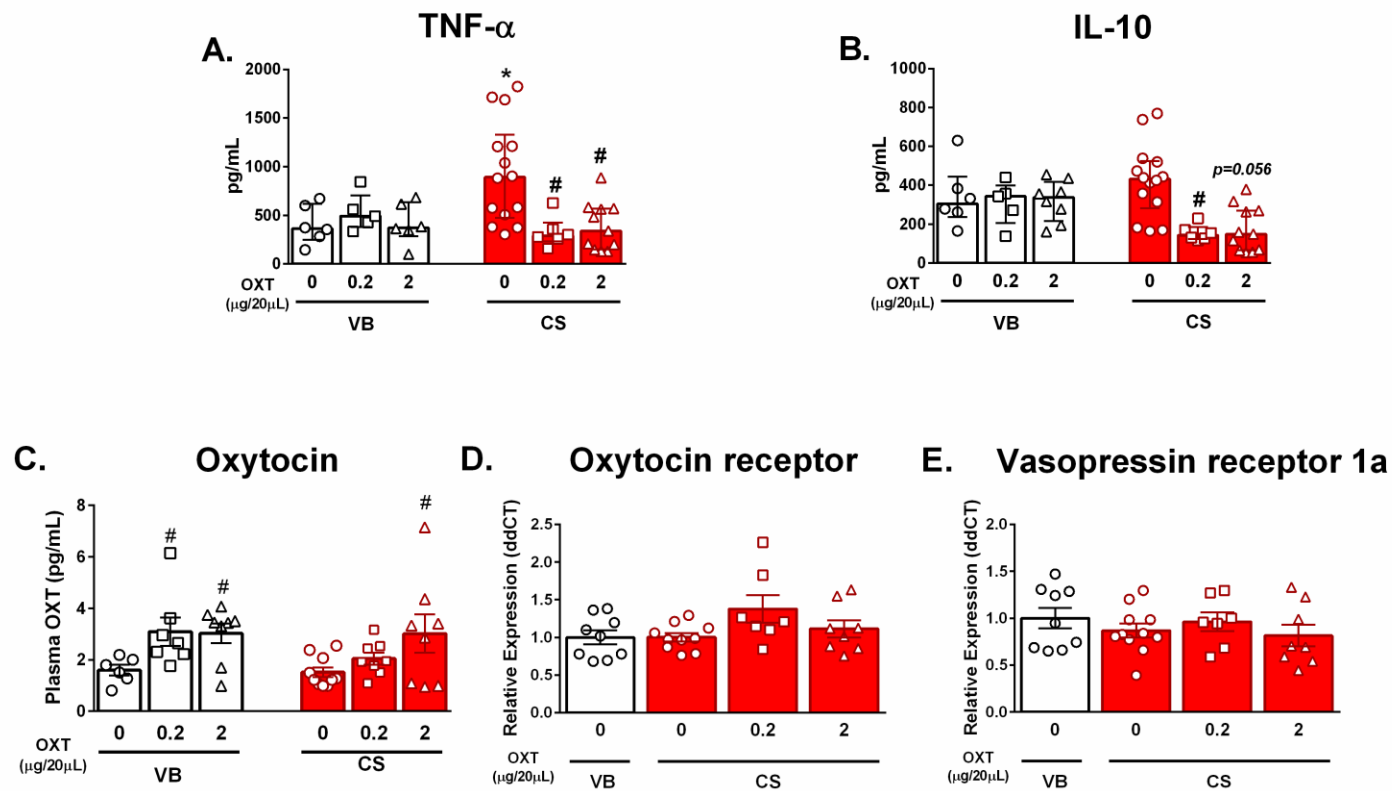 TNF-α
A.
pg/mL
2000
1500
1000
500
0
*
#
#
OXT
(μg/20μL)
0 0.2 2 0 0.2 2
VB CS
IL-10
B.
pg/mL
1000
800
600
400
200
0
#
p=0.056
OXT
(μg/20μL)
0 0.2 2 0 0.2 2
VB CS
C. Oxytocin
Plasma OXT (pg/mL)
8
6
4
2
0
#
#
#
OXT
(μg/20μL)
0 0.2 2 0 0.2 2
VB CS
D. Oxytocin receptor
Relative Expression (ddCT)
2.5
2.0
1.5
1.0
0.5
0.0
OXT
(μg/20μL)
0 0 0.2 2
VB CS
E. Vasopressin receptor 1a
Relative Expression (ddCT)
2.0
1.5
1.0
0.5
0.0
OXT
(μg/20μL)
0 0 0.2 2
VB CS